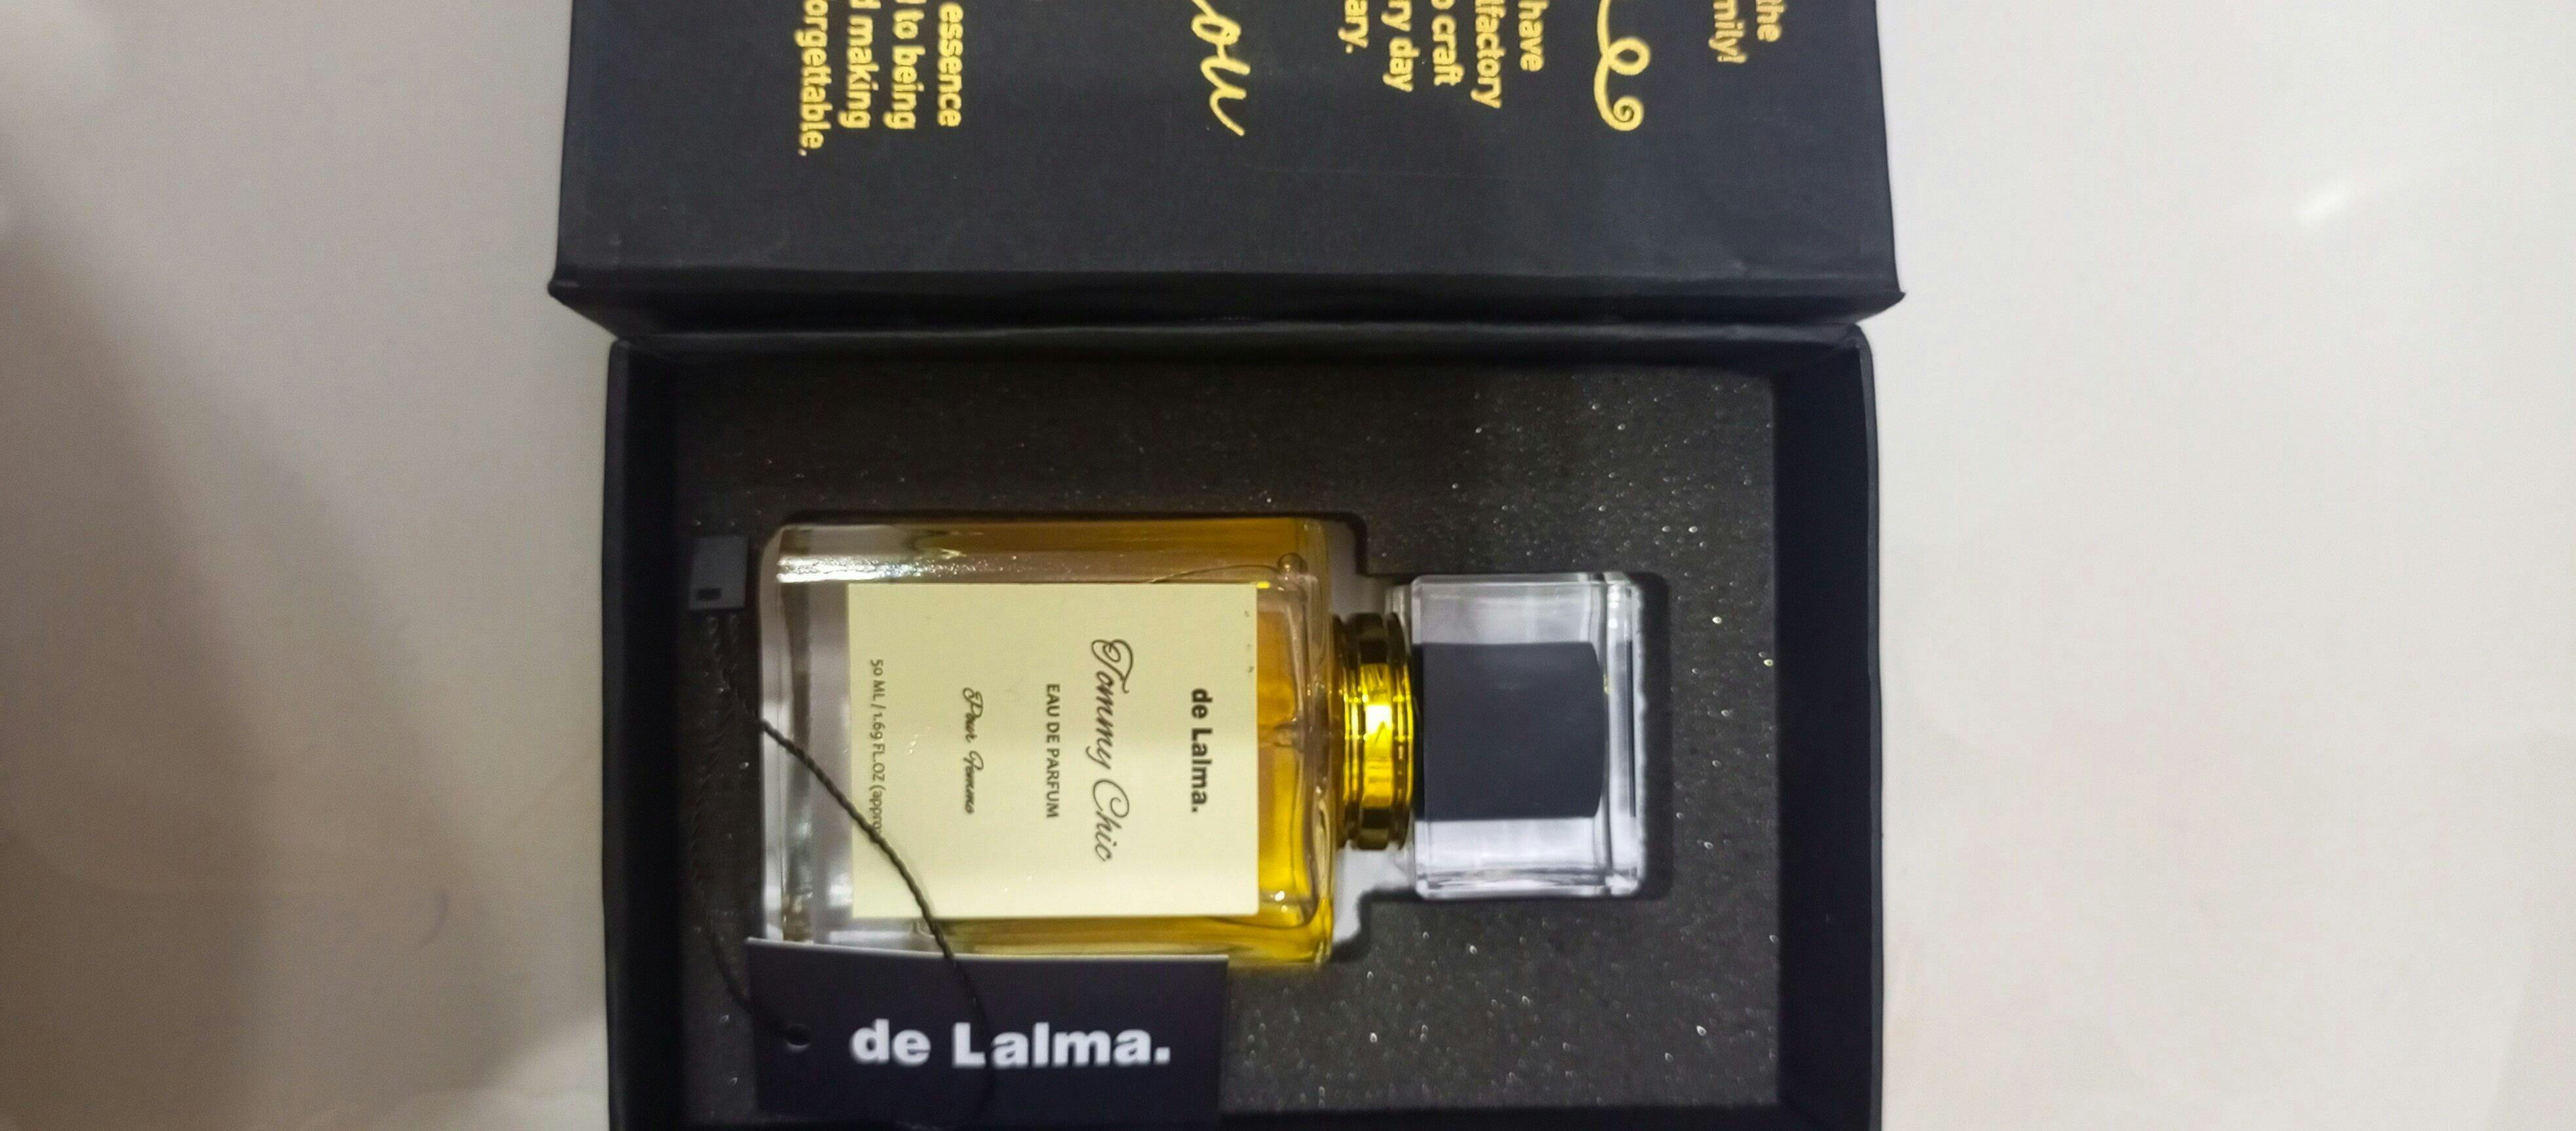 the
mily!
have
lfactory
o craft
ry day
ary.
ou
essence
to being
making
orgettable,
de Lalma.
Tommy Chic
EAU DE PARFUM
Pour Femme
50 ML / 1.69 FL.OZ (appro
de Lalma.